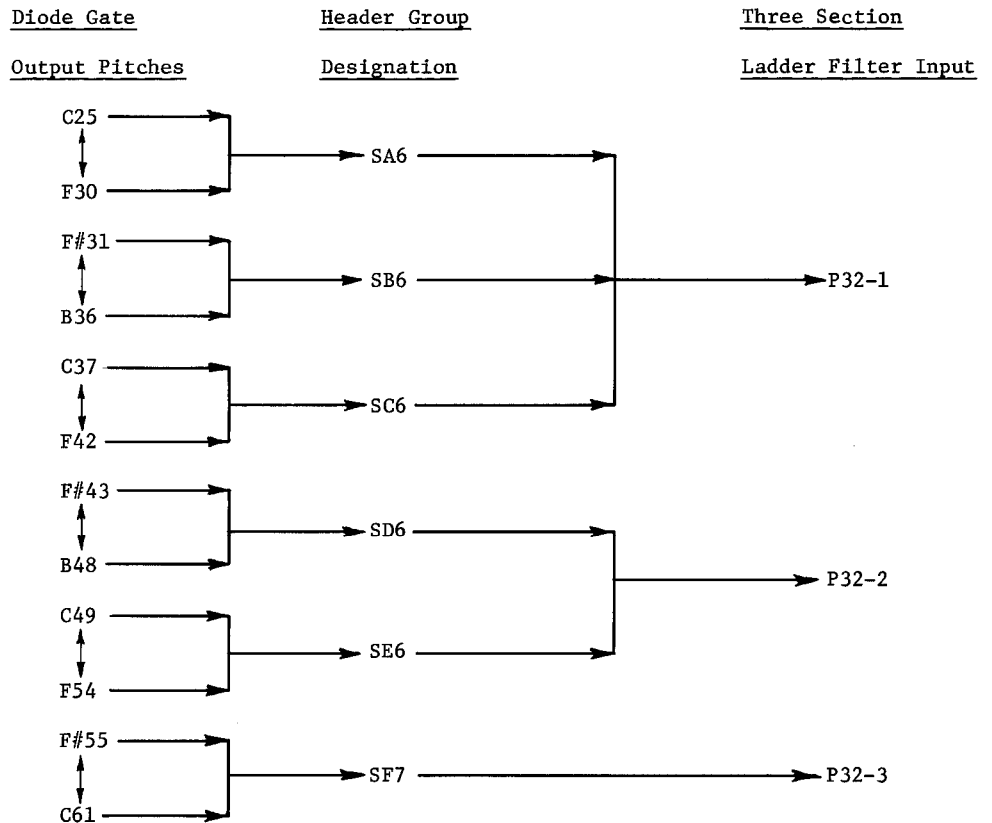 Diode Gate Header Group Three Section
Output Pitches Designation Ladder Filter Input
C25
SA6
F30
F#31
SB6 P32-1
B36
C37
SC6
F42
F#43
SD6
B48
P32-2
C49
SE6
F54
F#55
SF7 P32-3
C61